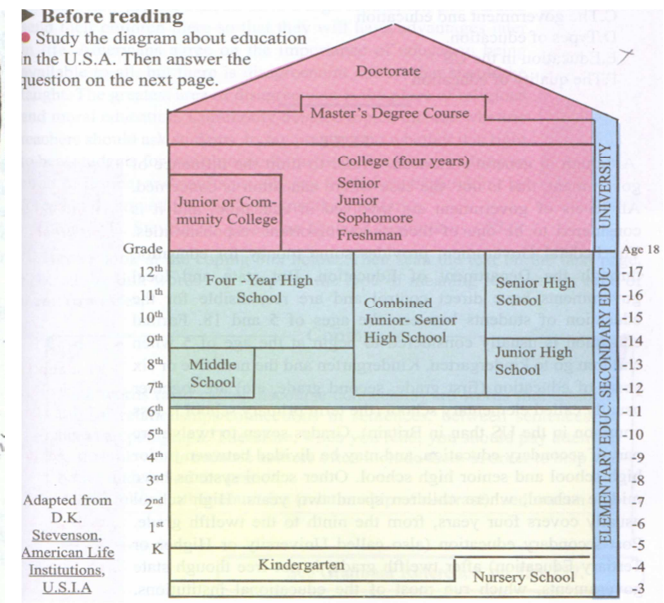 Before reading
Study the diagram about education
in the U.S.A. Then answer the
question on the next page.
Doctorate
Master's Degree Course
College (four years)
Senior
Junior
Sophomore
Freshman
Junior or Com-
munity College
UNIVERSITY
Grade
Age 18
12th
11th
10th
9th
8th
7th
6th
5th
4th
3rd
2nd
1st
K
Four -Year High
School
Combined
Junior- Senior
High School
Senior High
School
Junior High
School
Middle
School
Kindergarten
Nursery School
ELEMENTARY EDUC. SECONDARY EDUC
-17
-16
-15
-14
-13
-12
-11
-10
-9
-8
-7
-6
-5
-4
-3
Adapted from
D.K.
Stevenson,
American Life
Institutions,
U.S.I.A